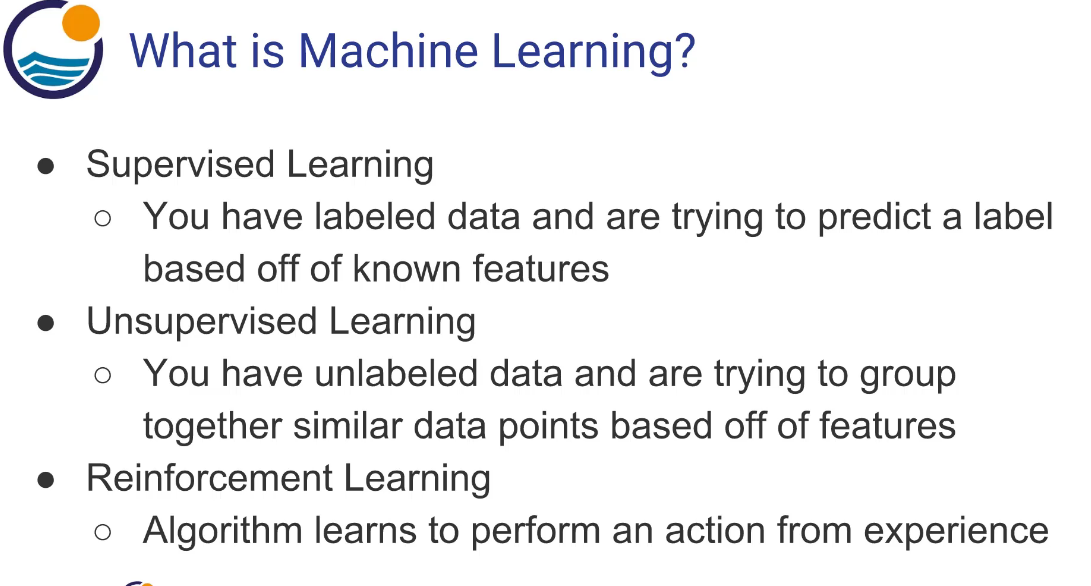 What is Machine Learning?
● Supervised Learning
○ You have labeled data and are trying to predict a label
based off of known features
● Unsupervised Learning
○ You have unlabeled data and are trying to group
together similar data points based off of features
● Reinforcement Learning
○ Algorithm learns to perform an action from experience